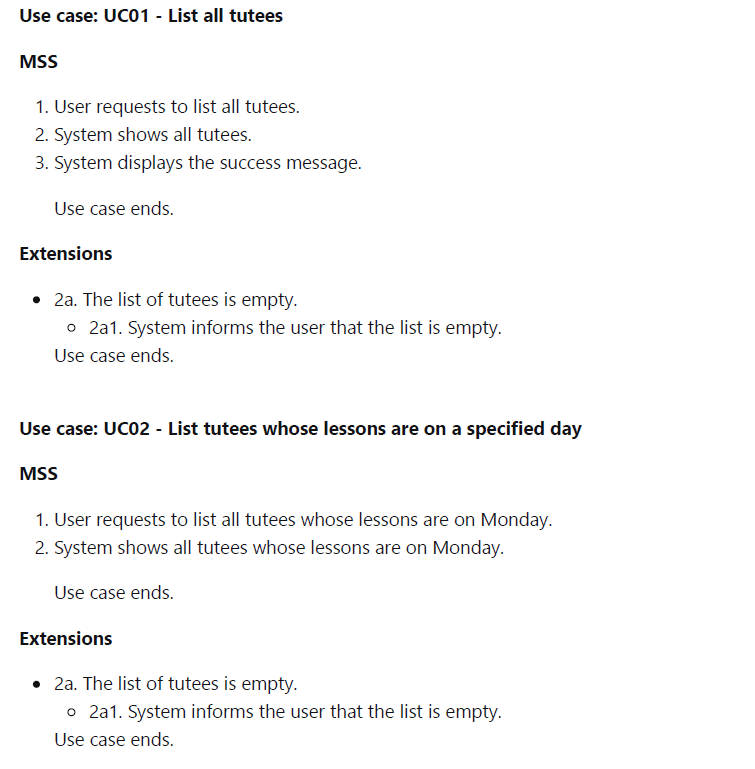 Use case: UC01 - List all tutees
MSS
1. User requests to list all tutees.
2. System shows all tutees.
3. System displays the success message.
Use case ends.
Extensions
• 2a. The list of tutees is empty.
◦ 2a1. System informs the user that the list is empty.
Use case ends.
Use case: UC02 - List tutees whose lessons are on a specified day
MSS
1. User requests to list all tutees whose lessons are on Monday.
2. System shows all tutees whose lessons are on Monday.
Use case ends.
Extensions
• 2a. The list of tutees is empty.
◦ 2a1. System informs the user that the list is empty.
Use case ends.